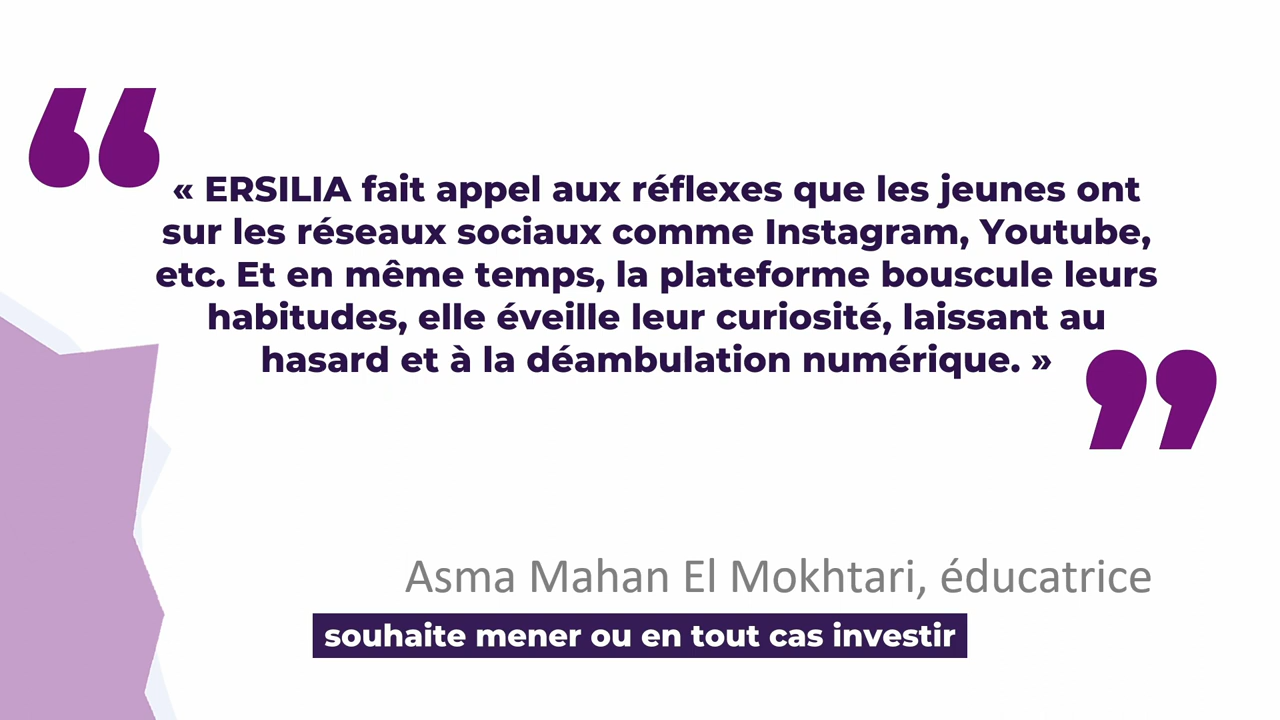 « ERSILIA fait appel aux réflexes que les jeunes ont
sur les réseaux sociaux comme Instagram, Youtube,
etc. Et en même temps, la plateforme bouscule leurs
habitudes, elle éveille leur curiosité, laissant au
hasard et à la déambulation numérique. »
Asma Mahan El Mokhtari, éducatrice
souhaite mener ou en tout cas investir